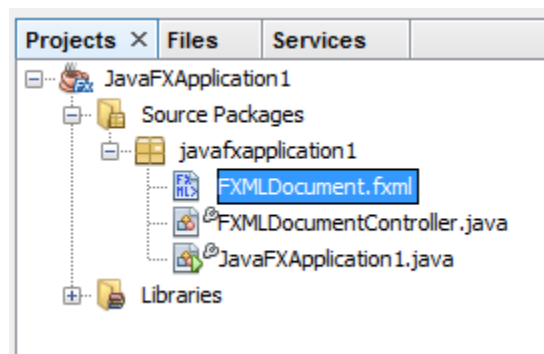 Projects × Files Services
JavaFXApplication1
Source Packages
javafxapplication1
FXMLDocument.fxml
FXMLDocumentController.java
JavaFXApplication1.java
Libraries